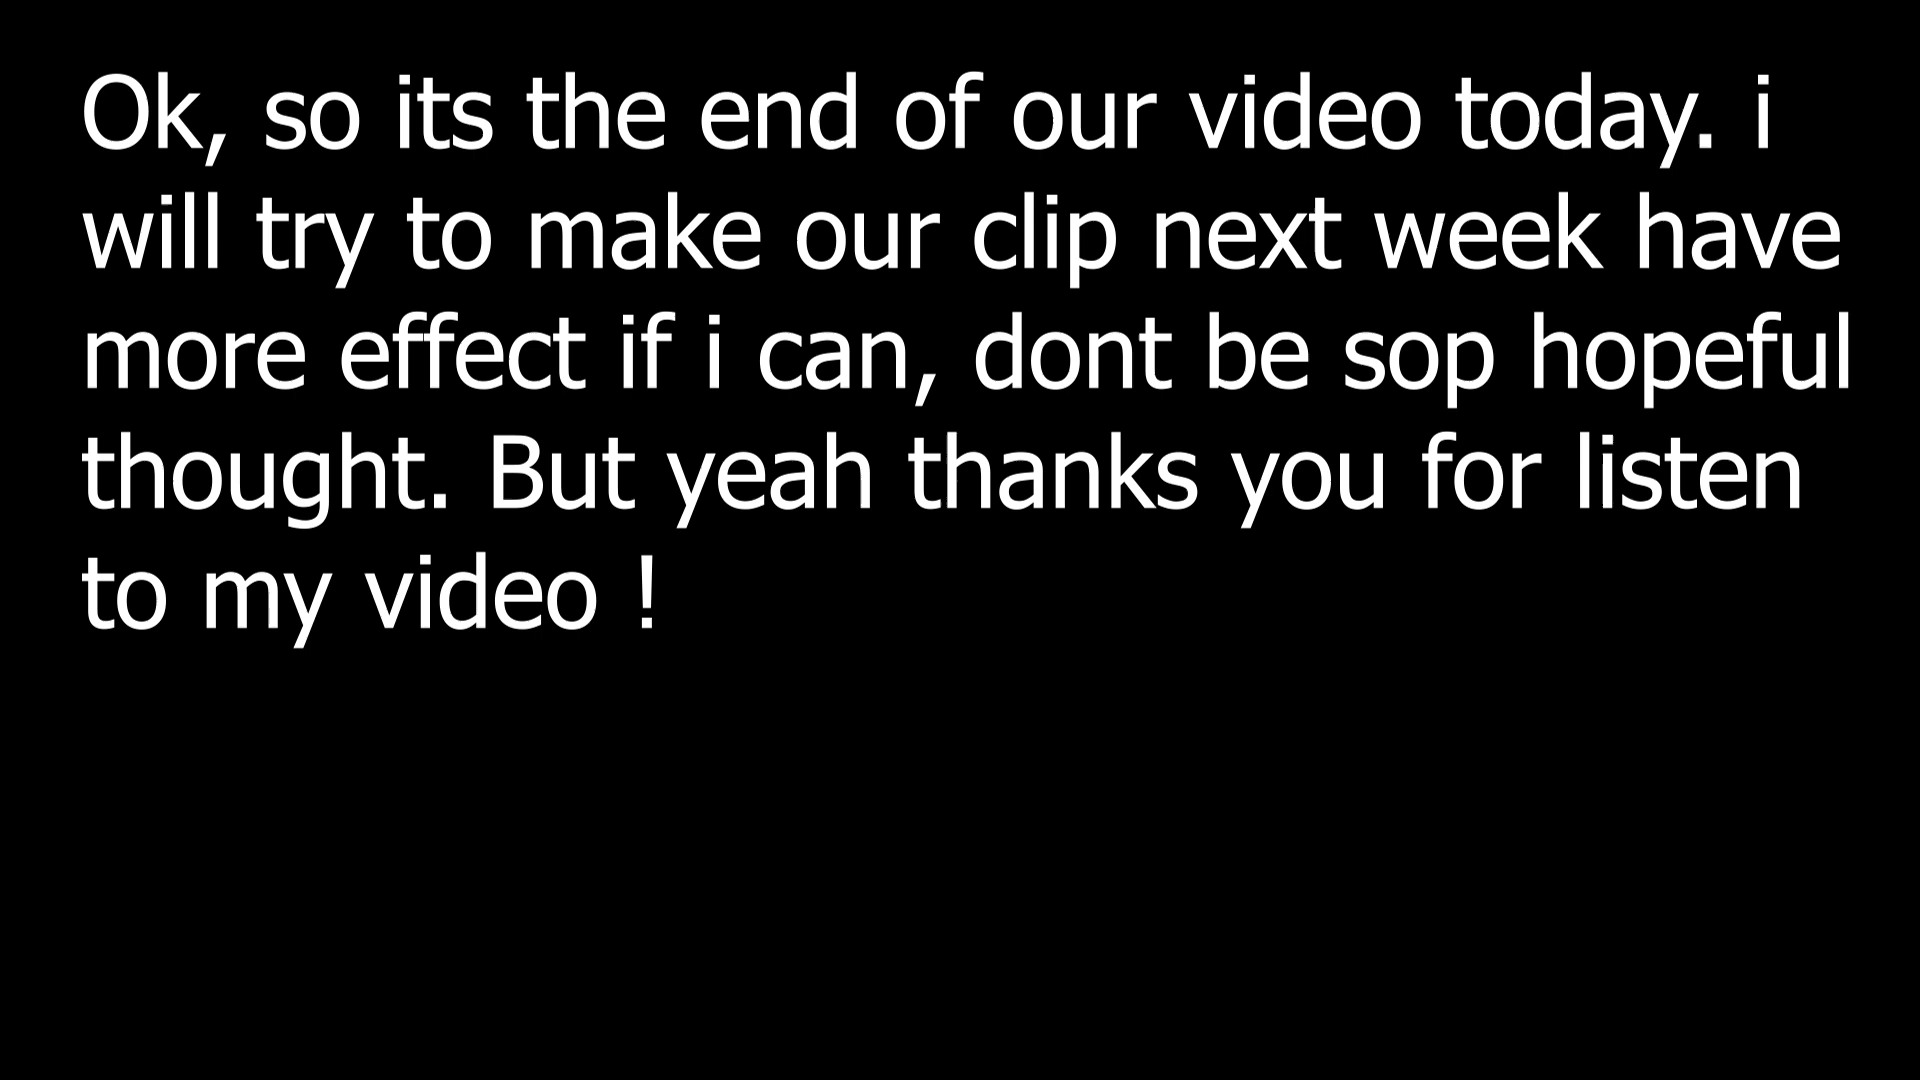 Ok, so its the end of our video today. i
will try to make our clip next week have
more effect if i can, dont be sop hopeful
thought. But yeah thanks you for listen
to my video !